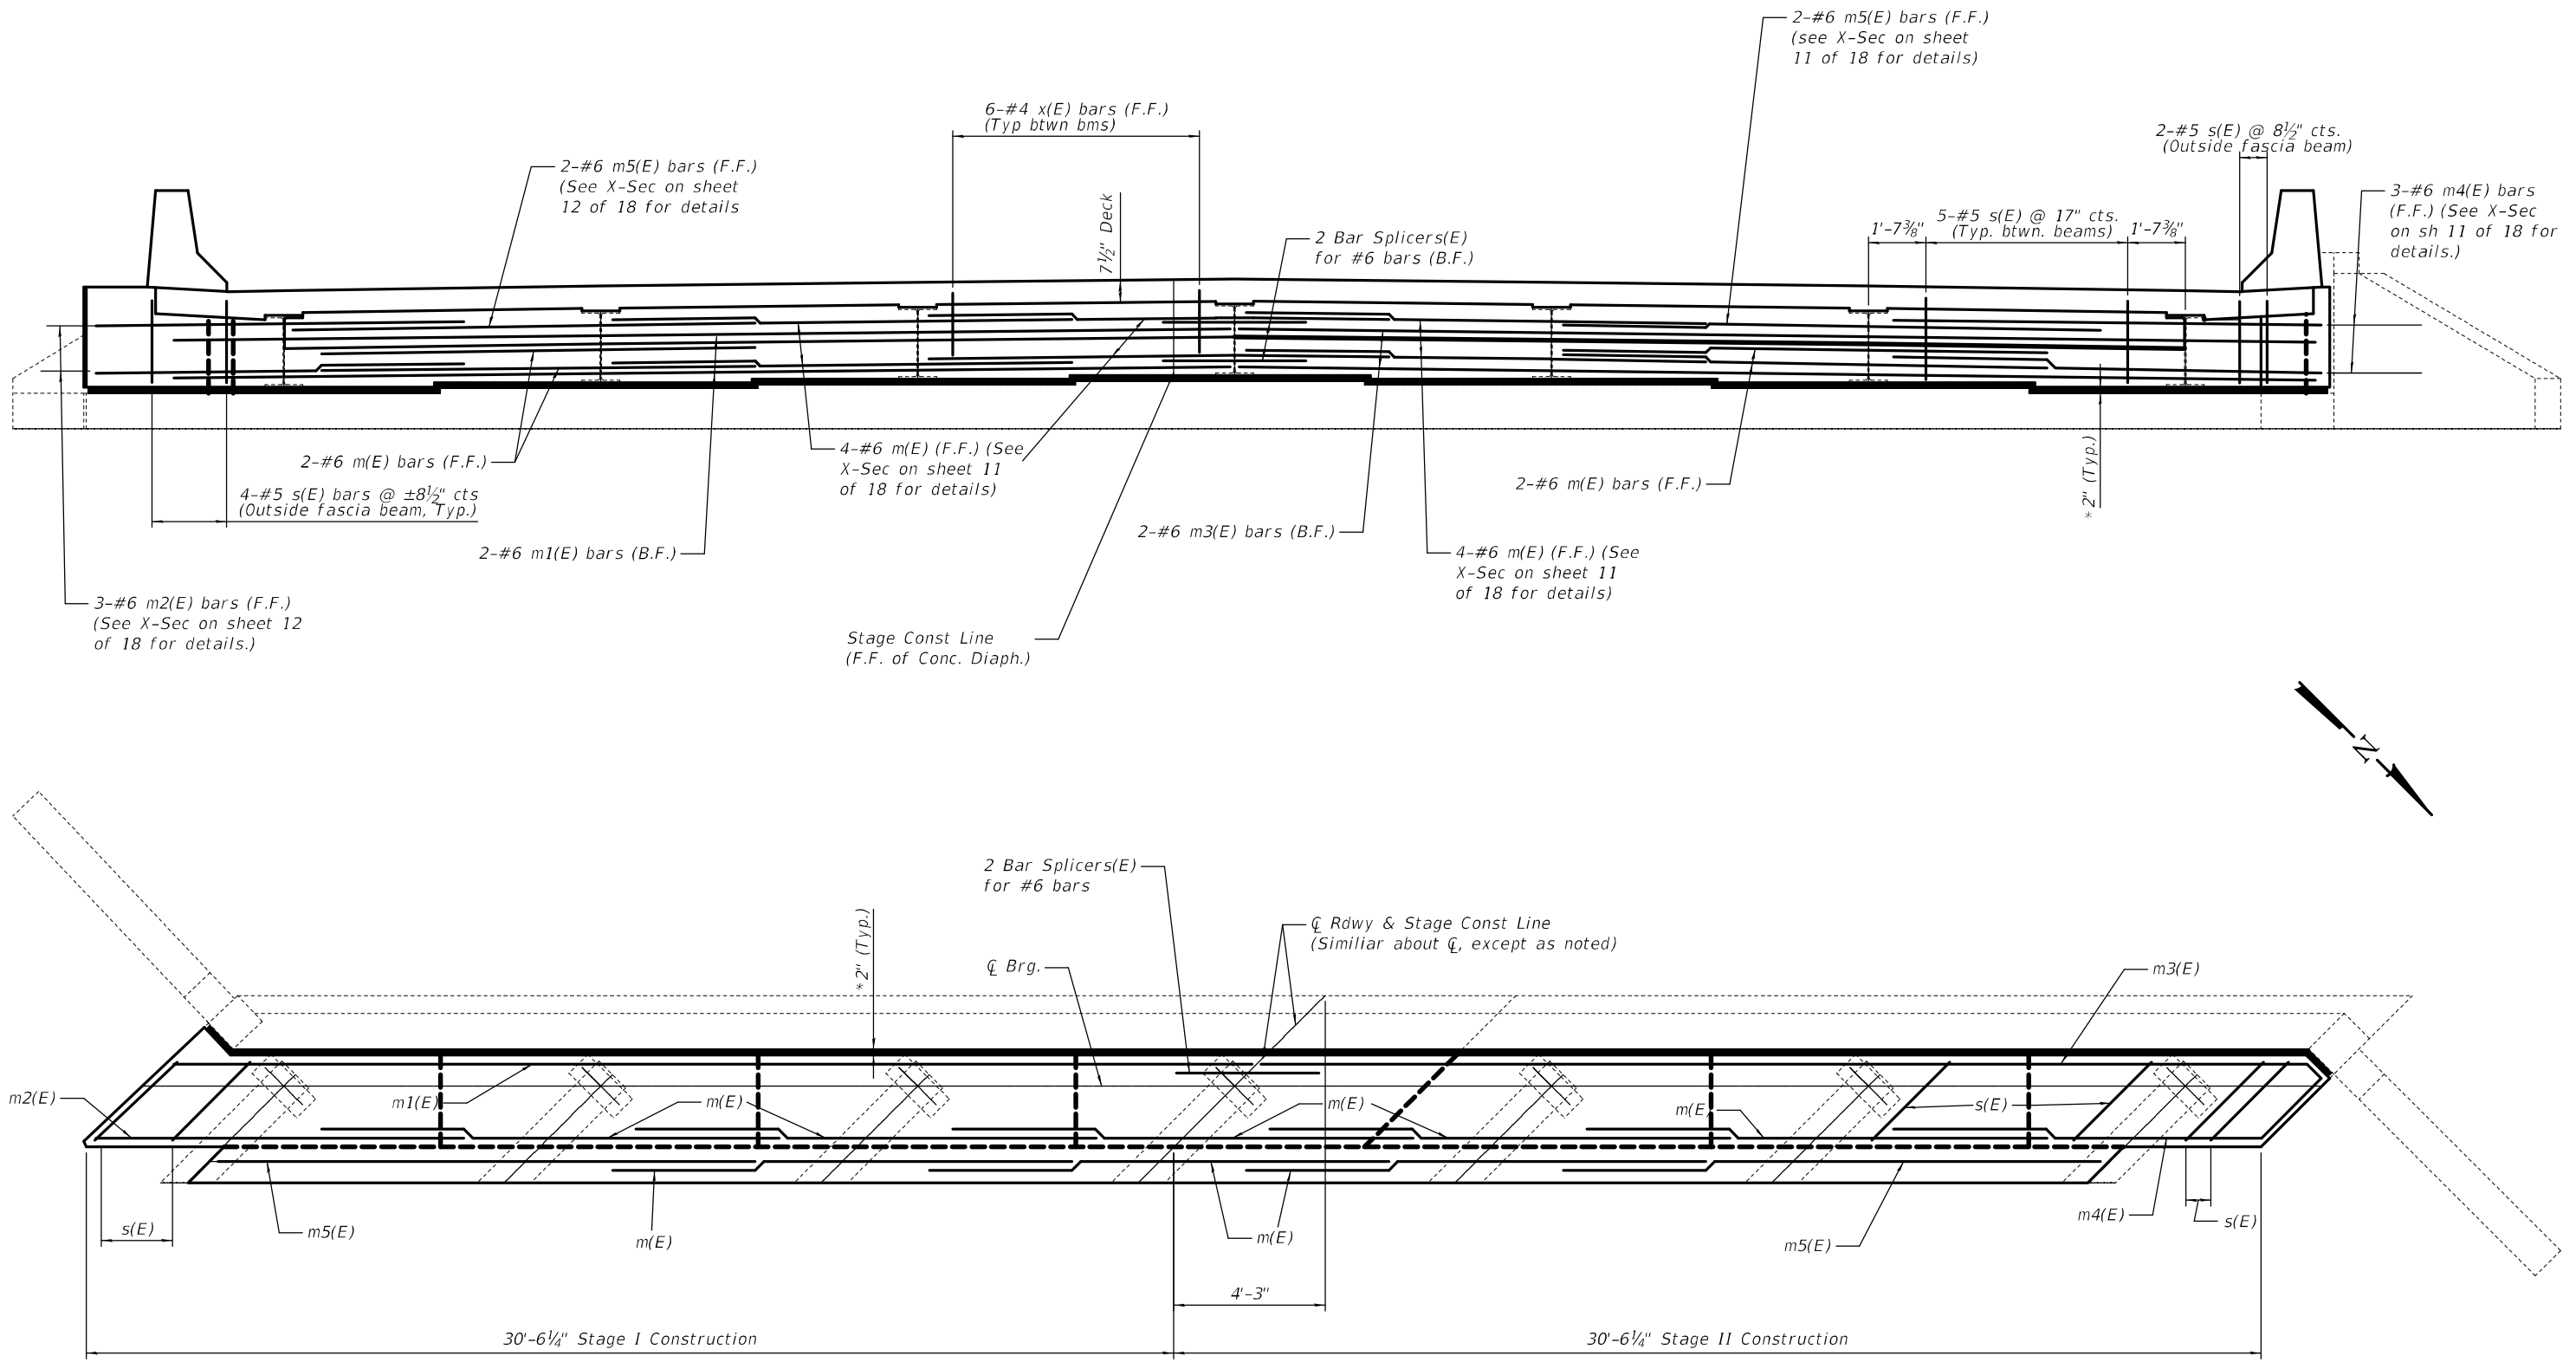 2-#6 m5(E) bars (F.F.)
(see X-Sec on sheet
11 of 18 for details)
6-#4 x(E) bars (F.F.)
(Typ btwn bms)
2-#5 s(E) @ 8½" cts.
(Outside fascia beam)
2-#6 m5(E) bars (F.F.)
(See X-Sec on sheet
12 of 18 for details
3-#6 m4(E) bars
(F.F.) (See X-Sec
on sh 11 of 18 for
details.)
7½" Deck
2 Bar Splicers(E)
for #6 bars (B.F.)
1'-7⅜"
5-#5 s(E) @ 17" cts.
(Typ. btwn. beams)
1'-7⅜"
2-#6 m(E) bars (F.F.)
4-#6 m(E) (F.F.) (See
X-Sec on sheet 11
of 18 for details)
2-#6 m(E) bars (F.F.)
*2" (Typ.)
4-#5 s(E) bars @ ±8½" cts
(Outside fascia beam, Typ.)
2-#6 m1(E) bars (B.F.)
2-#6 m3(E) bars (B.F.)
4-#6 m(E) (F.F.) (See
X-Sec on sheet 11
of 18 for details)
3-#6 m2(E) bars (F.F.)
(See X-Sec on sheet 12
of 18 for details.)
Stage Const Line
(F.F. of Conc. Diaph.)
N
2 Bar Splicers(E)
for #6 bars
*2" (Typ.)
℄ Rdwy & Stage Const Line
(Similiar about ℄, except as noted)
℄ Brg.
m3(E)
m2(E)
m1(E)
m(E)
m(E)
m(E)
s(E)
s(E)
m5(E)
m(E)
m(E)
m5(E)
m4(E)
s(E)
4'-3"
30'-6¼" Stage I Construction
30'-6¼" Stage II Construction